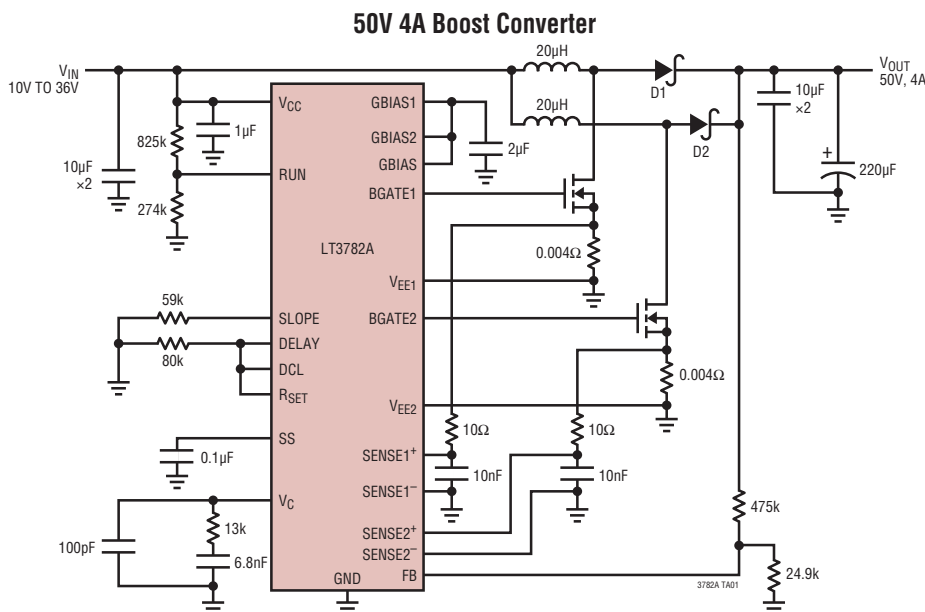 50V 4A Boost Converter
VIN
10V TO 36V
20µH
D1
VOUT
50V, 4A
20µH
D2
10µF
×2
220µF
+
10µF
×2
825k
274k
1µF
2µF
VCC
RUN
LT3782A
GBIAS1
GBIAS2
GBIAS
BGATE1
0.004Ω
VEE1
BGATE2
0.004Ω
VEE2
59k
80k
SLOPE
DELAY
DCL
RSET
SS
0.1µF
10Ω
10Ω
SENSE1+
10nF
10nF
SENSE1–
SENSE2+
SENSE2–
VC
13k
6.8nF
100pF
GND
FB
475k
24.9k
3782A TA01